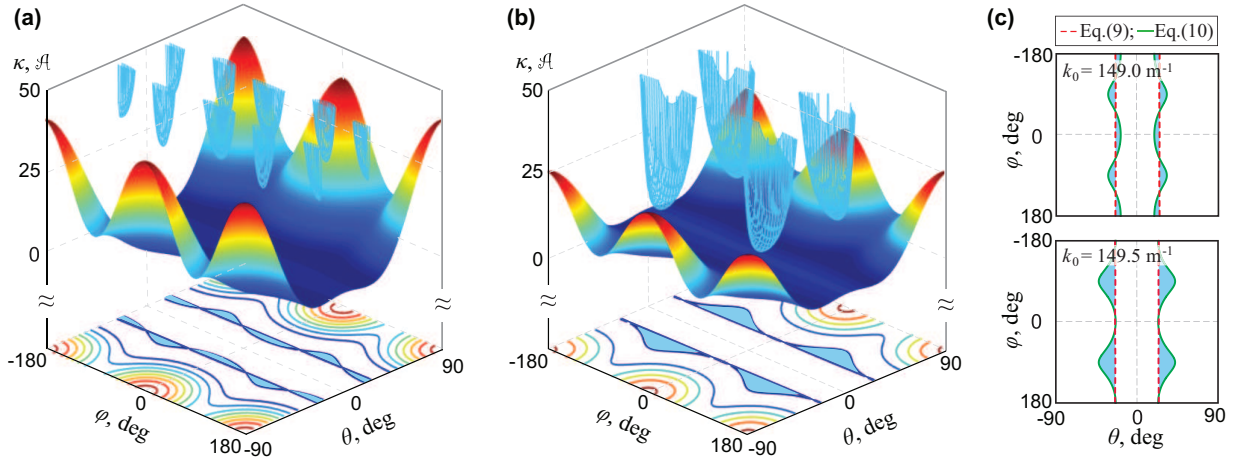 (a)
κ, 𝒜
50
25
0
≈
≈
-180
0
180
φ, deg
-90
0
90
θ, deg
(b)
κ, 𝒜
50
25
0
≈
≈
-180
0
180
φ, deg
-90
0
90
θ, deg
(c)
Eq.(9); Eq.(10)
-180
k₀ = 149.0 m⁻¹
φ, deg
0
180
-180
k₀ = 149.5 m⁻¹
φ, deg
0
180
-90 0 90
θ, deg